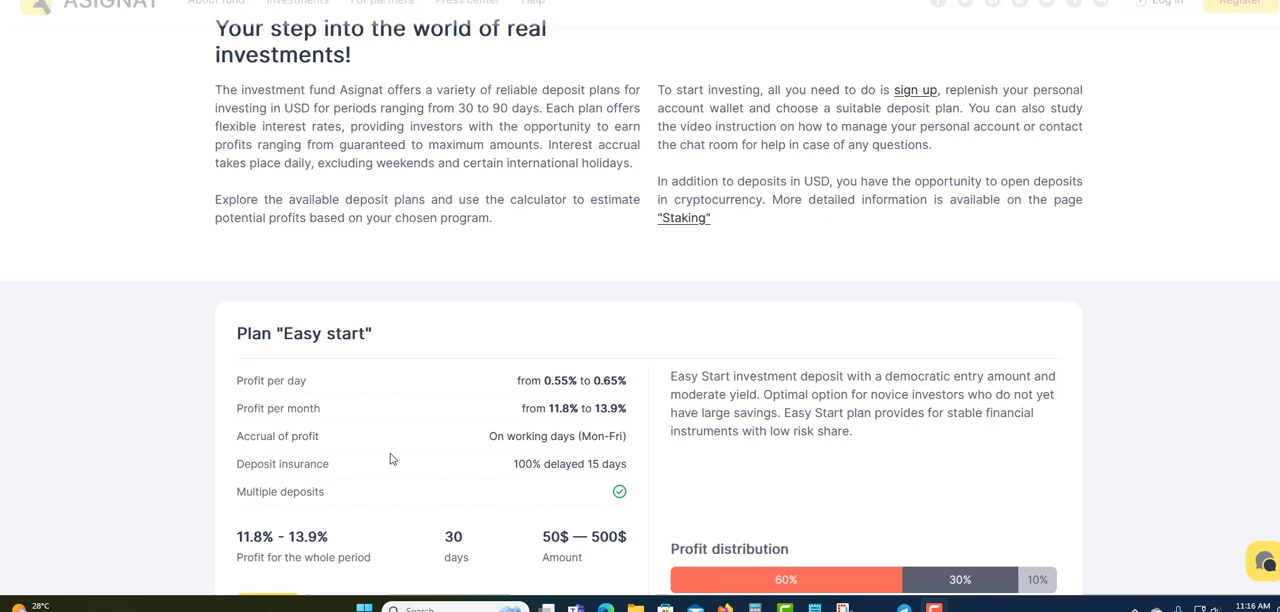 ASIGNAT
About fund
Investments
For partners
Press center
Help
Log in
Register
Your step into the world of real
investments!
The investment fund Asignat offers a variety of reliable deposit plans for
investing in USD for periods ranging from 30 to 90 days. Each plan offers
flexible interest rates, providing investors with the opportunity to earn
profits ranging from guaranteed to maximum amounts. Interest accrual
takes place daily, excluding weekends and certain international holidays.
Explore the available deposit plans and use the calculator to estimate
potential profits based on your chosen program.
To start investing, all you need to do is sign up, replenish your personal
account wallet and choose a suitable deposit plan. You can also study
the video instruction on how to manage your personal account or contact
the chat room for help in case of any questions.
In addition to deposits in USD, you have the opportunity to open deposits
in cryptocurrency. More detailed information is available on the page
"Staking"
Plan "Easy start"
Profit per day from 0.55% to 0.65%
Profit per month from 11.8% to 13.9%
Accrual of profit On working days (Mon-Fri)
Deposit insurance 100% delayed 15 days
Multiple deposits
11.8% - 13.9% 30 50$ — 500$
Profit for the whole period days Amount
Easy Start investment deposit with a democratic entry amount and
moderate yield. Optimal option for novice investors who do not yet
have large savings. Easy Start plan provides for stable financial
instruments with low risk share.
Profit distribution
60% 30% 10%
28°C
Search
11:16 AM